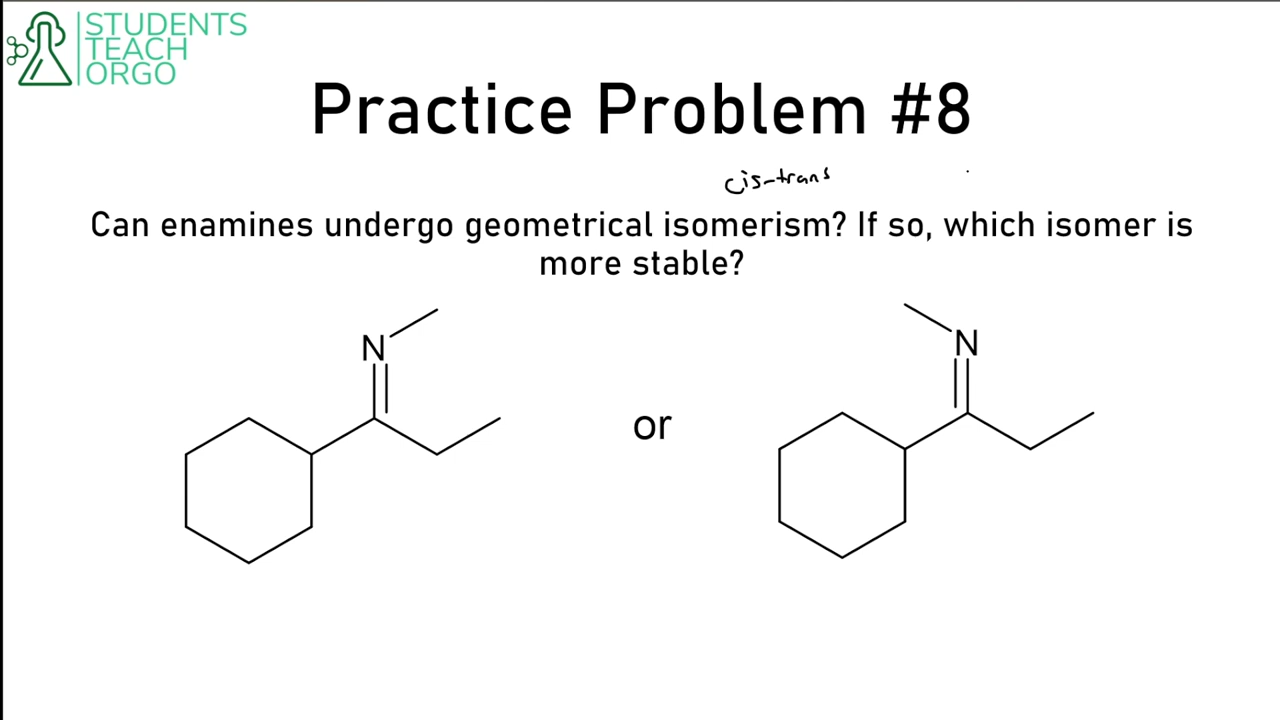 STUDENTS
TEACH
ORGO
Practice Problem #8
cis-trans
Can enamines undergo geometrical isomerism? If so, which isomer is
more stable?
N
N
or